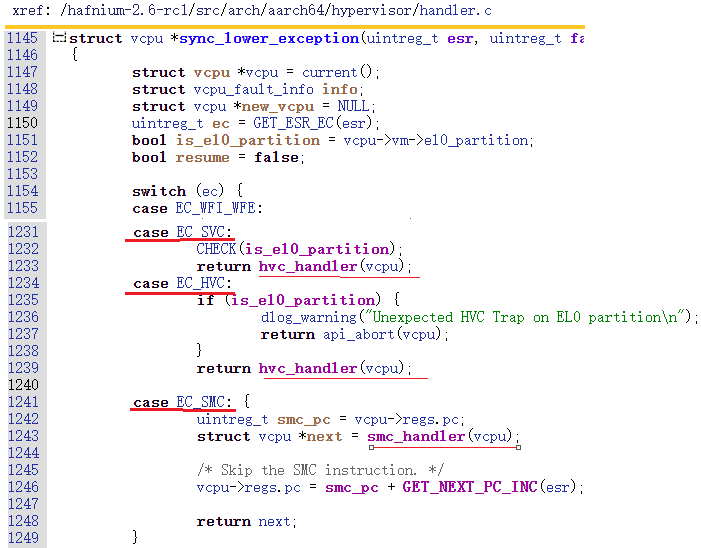 xref: /hafnium-2.6-rc1/src/arch/aarch64/hypervisor/handler.c
1145 struct vcpu *sync_lower_exception(uintreg_t esr, uintreg_t fa
1146 {
1147 struct vcpu *vcpu = current();
1148 struct vcpu_fault_info info;
1149 struct vcpu *new_vcpu = NULL;
1150 uintreg_t ec = GET_ESR_EC(esr);
1151 bool is_el0_partition = vcpu->vm->el0_partition;
1152 bool resume = false;
1153
1154 switch (ec) {
1155 case EC_WFI_WFE:
1231 case EC_SVC:
1232 CHECK(is_el0_partition);
1233 return hvc_handler(vcpu);
1234 case EC_HVC:
1235 if (is_el0_partition) {
1236 dlog_warning("Unexpected HVC Trap on EL0 partition\n");
1237 return api_abort(vcpu);
1238 }
1239 return hvc_handler(vcpu);
1240
1241 case EC_SMC: {
1242 uintreg_t smc_pc = vcpu->regs.pc;
1243 struct vcpu *next = smc_handler(vcpu);
1244
1245 /* Skip the SMC instruction. */
1246 vcpu->regs.pc = smc_pc + GET_NEXT_PC_INC(esr);
1247
1248 return next;
1249 }